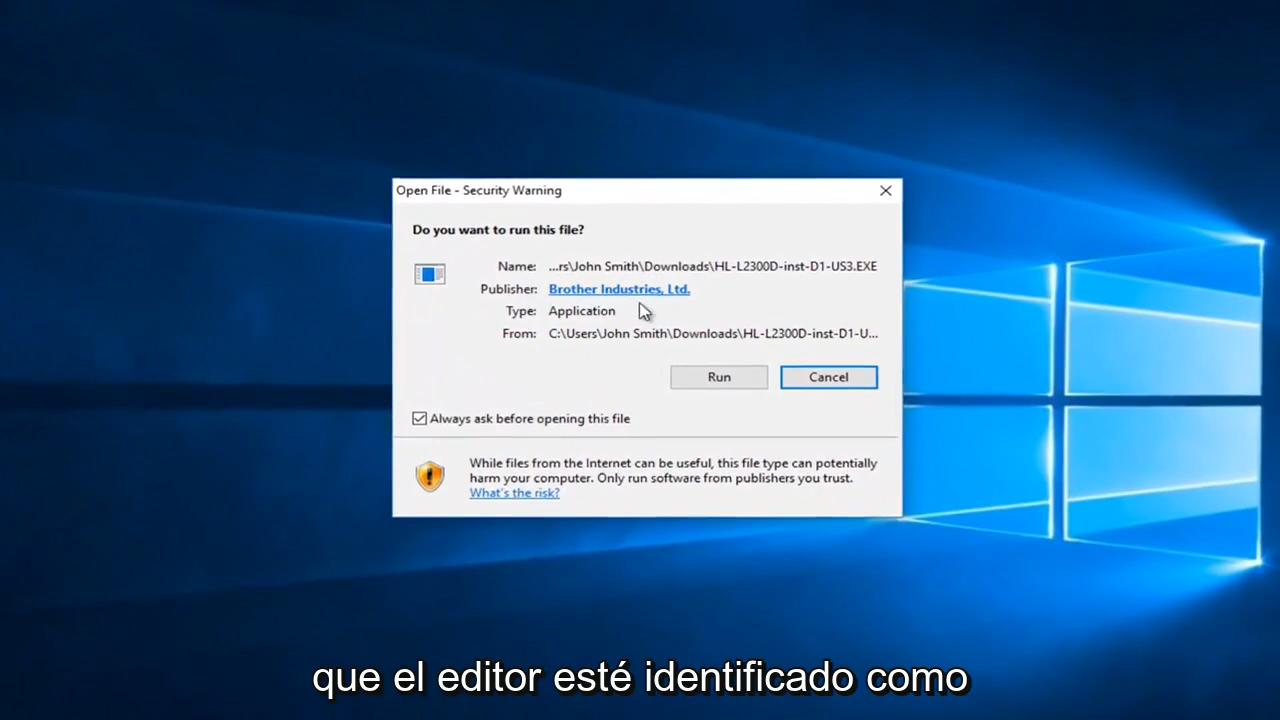 Open File - Security Warning
Do you want to run this file?
Name: ...rs\John Smith\Downloads\HL-L2300D-inst-D1-US3.EXE
Publisher: Brother Industries, Ltd.
Type: Application
From: C:\Users\John Smith\Downloads\HL-L2300D-inst-D1-U...
Run Cancel
Always ask before opening this file
While files from the Internet can be useful, this file type can potentially
harm your computer. Only run software from publishers you trust.
What's the risk?
que el editor esté identificado como